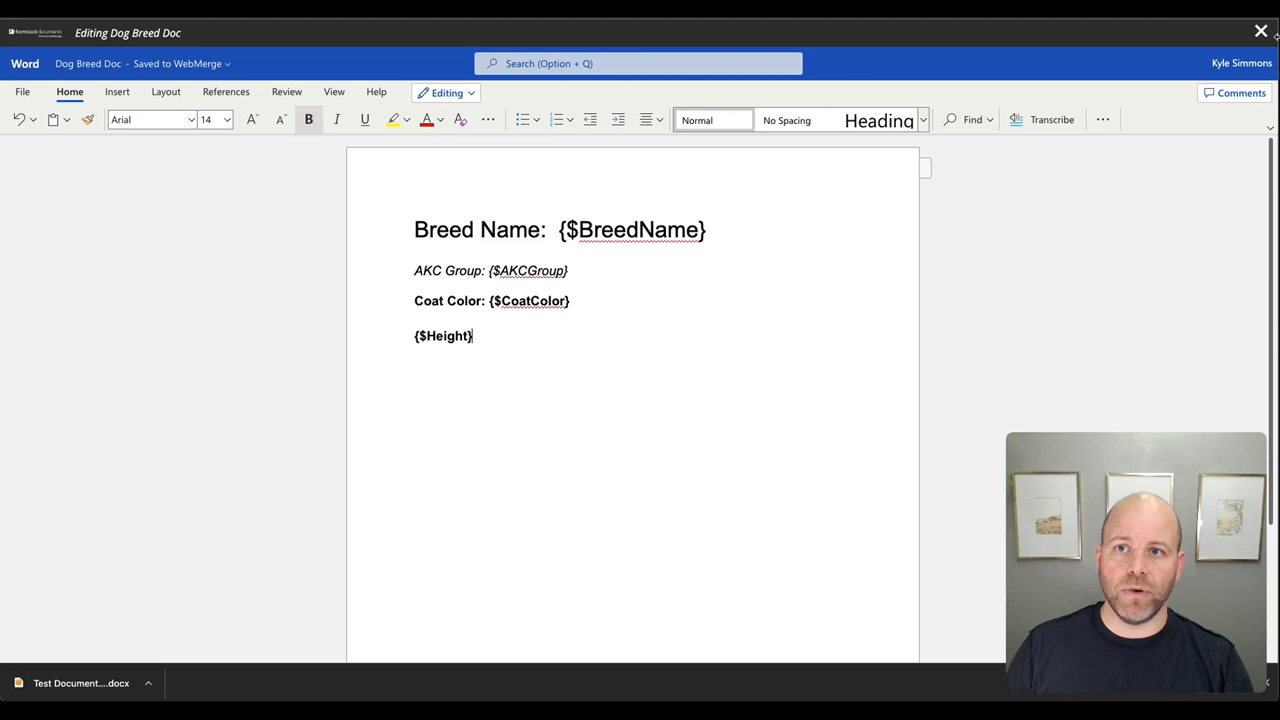 formstack documents
Editing Dog Breed Doc
Word
Dog Breed Doc - Saved to WebMerge
Search (Option + Q)
Kyle Simmons
File Home Insert Layout References Review View Help Editing
Comments
Arial 14 B I U A Normal No Spacing Heading Find Transcribe
Breed Name: {$BreedName}
AKC Group: {$AKCGroup}
Coat Color: {$CoatColor}
{$Height}
Test Document....docx